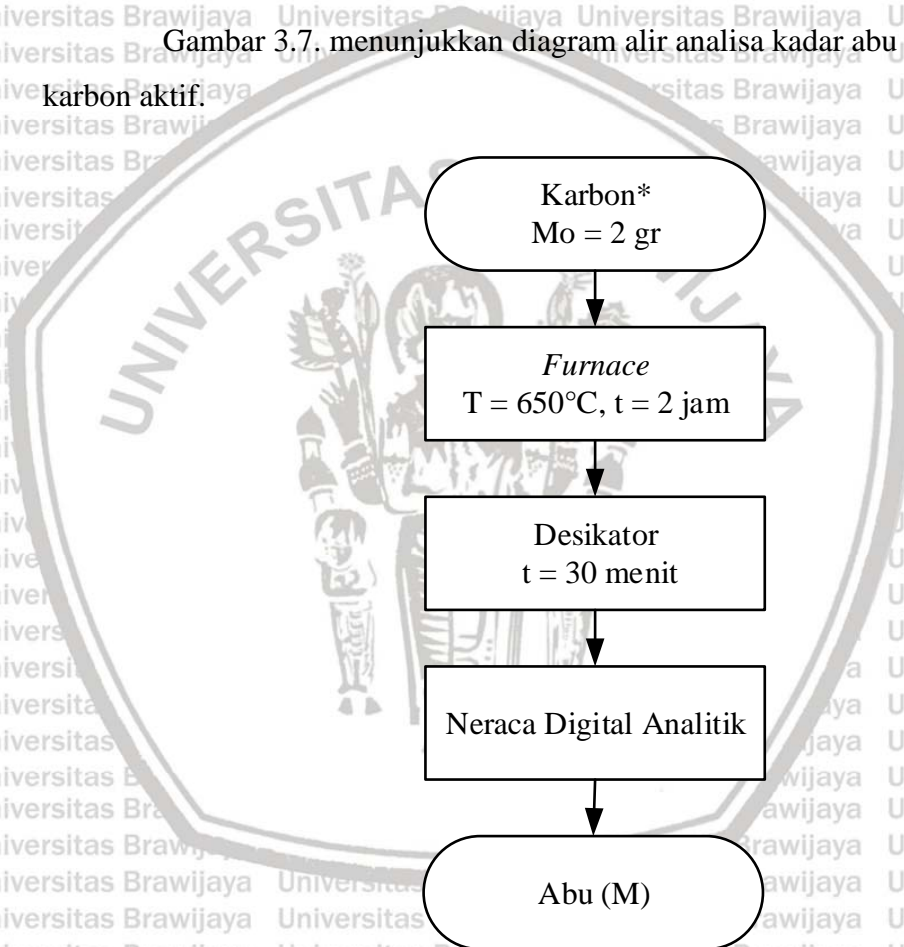 Gambar 3.7. menunjukkan diagram alir analisa kadar abu
karbon aktif.
Karbon*
Mo = 2 gr
Furnace
T = 650°C, t = 2 jam
Desikator
t = 30 menit
Neraca Digital Analitik
Abu (M)